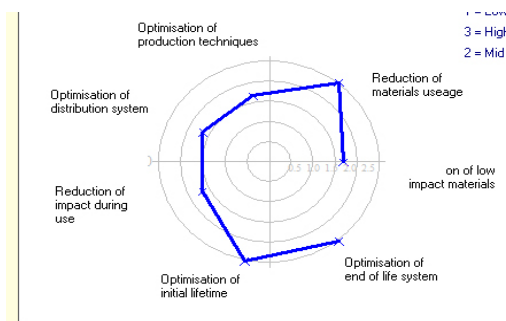 1 = Low
Optimisation of
production techniques
3 = High
2 = Mid
Reduction of
materials useage
Optimisation of
distribution system
0.5 1.0 1.5 2.0 2.5
on of low
impact materials
Reduction of
impact during
use
Optimisation of
end of life system
Optimisation of
initial lifetime